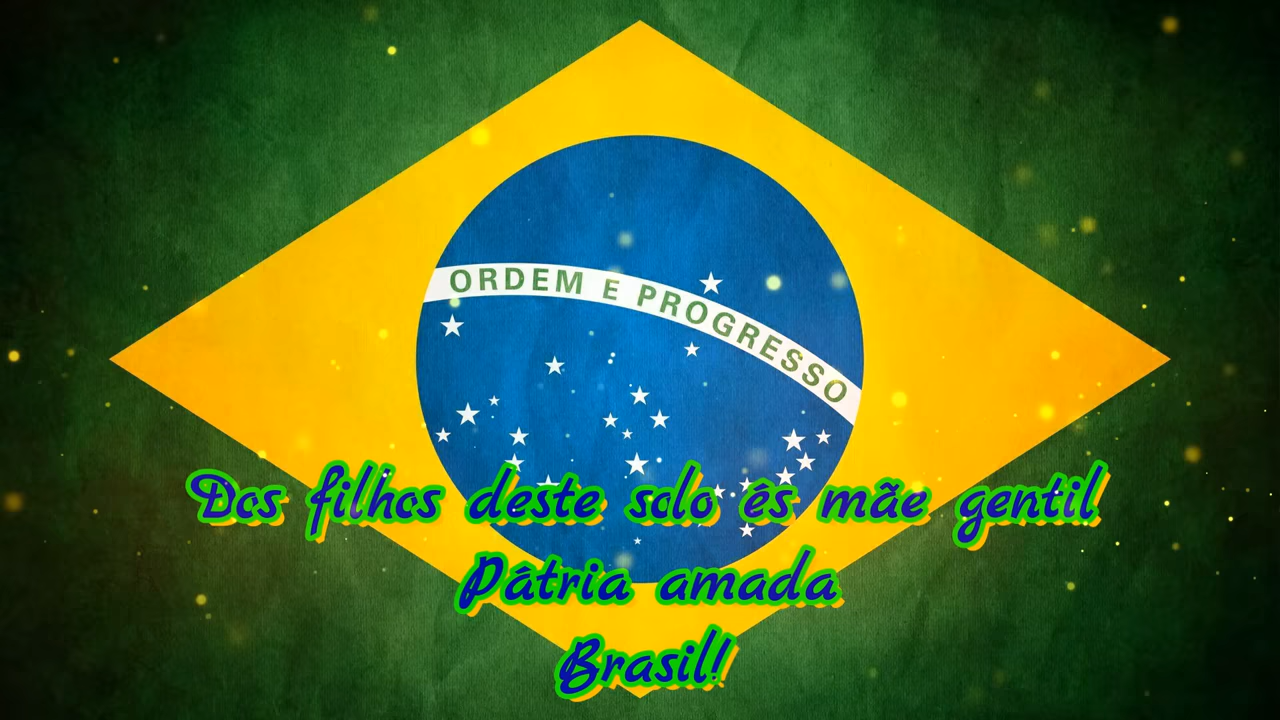 ORDEM E PROGRESSO
Dos filhos deste solo és mãe gentil
Pátria amada
Brasil!